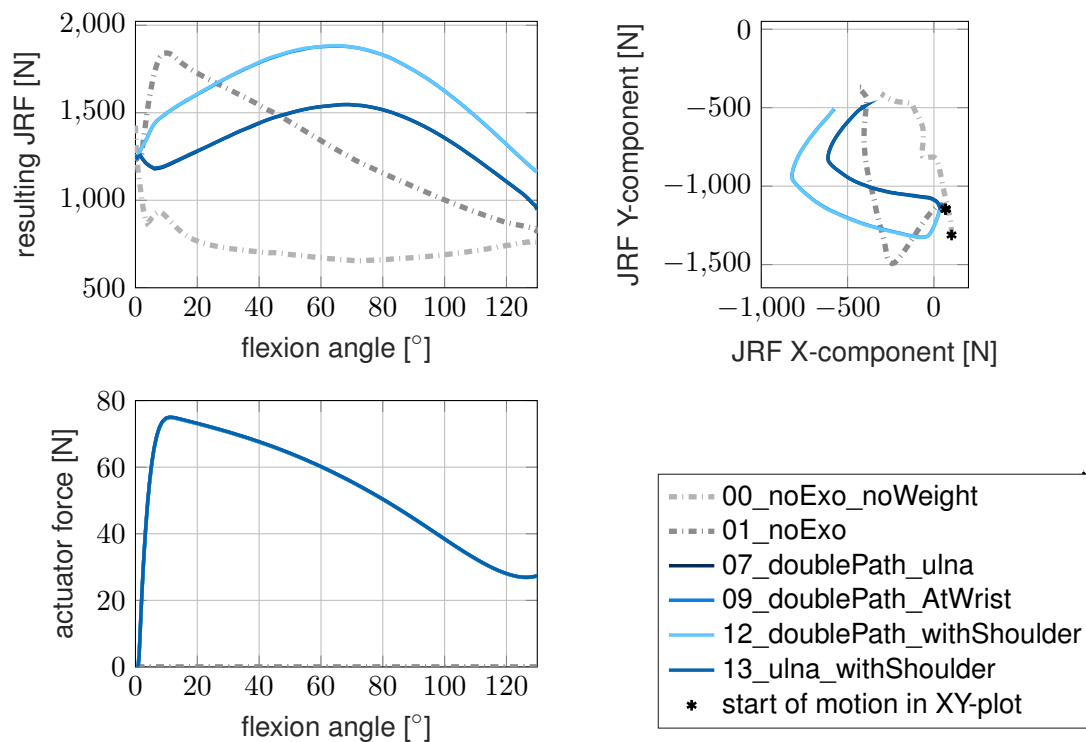 2,000
1,500
1,000
500
resulting JRF [N]
0 20 40 60 80 100 120
flexion angle [°]
0
−500
−1,000
−1,500
JRF Y-component [N]
−1,000 −500 0
JRF X-component [N]
80
60
40
20
0
actuator force [N]
0 20 40 60 80 100 120
flexion angle [°]
00_noExo_noWeight
01_noExo
07_doublePath_ulna
09_doublePath_AtWrist
12_doublePath_withShoulder
13_ulna_withShoulder
start of motion in XY-plot